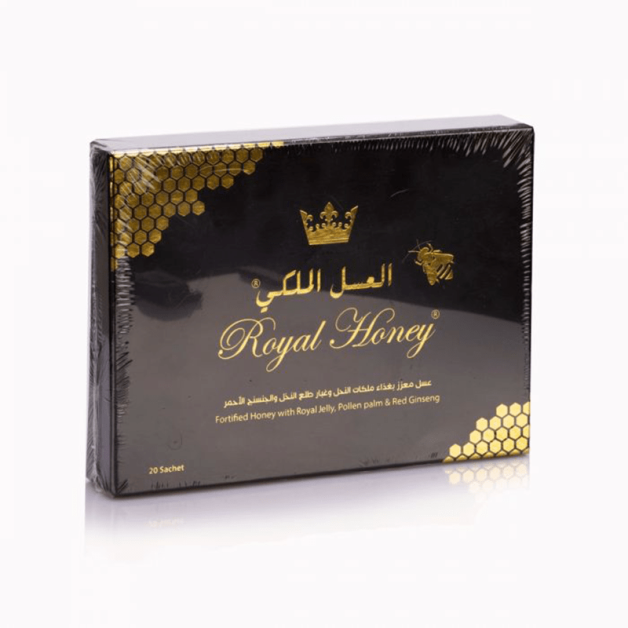 العسل الملكي®
Royal Honey®
عسل معزز بغذاء ملكات النحل وغبار طلع النخل والجنسنج الأحمر
Fortified Honey with Royal Jelly, Pollen palm & Red Ginseng
20 Sachet